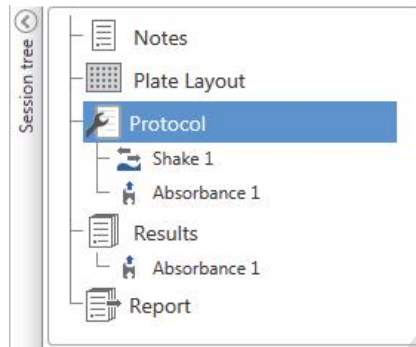 Session tree
Notes
Plate Layout
Protocol
Shake 1
Absorbance 1
Results
Absorbance 1
Report